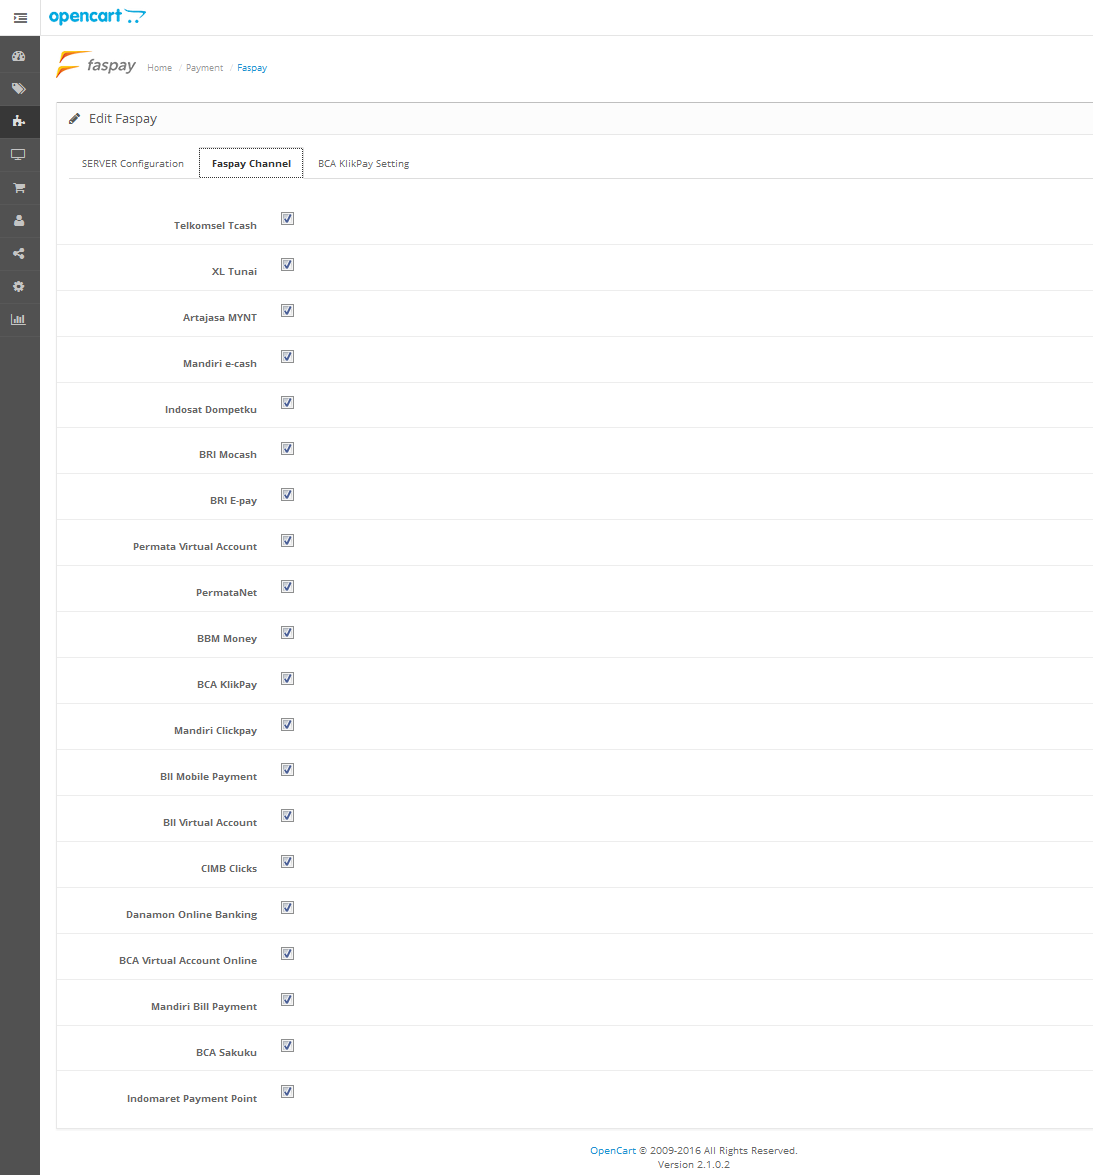 opencart
faspay Home / Payment / Faspay
Edit Faspay
SERVER Configuration Faspay Channel BCA KlikPay Setting
Telkomsel Tcash
XL Tunai
Artajasa MYNT
Mandiri e-cash
Indosat Dompetku
BRI Mocash
BRI E-pay
Permata Virtual Account
PermataNet
BBM Money
BCA KlikPay
Mandiri Clickpay
BII Mobile Payment
BII Virtual Account
CIMB Clicks
Danamon Online Banking
BCA Virtual Account Online
Mandiri Bill Payment
BCA Sakuku
Indomaret Payment Point
OpenCart © 2009-2016 All Rights Reserved.
Version 2.1.0.2